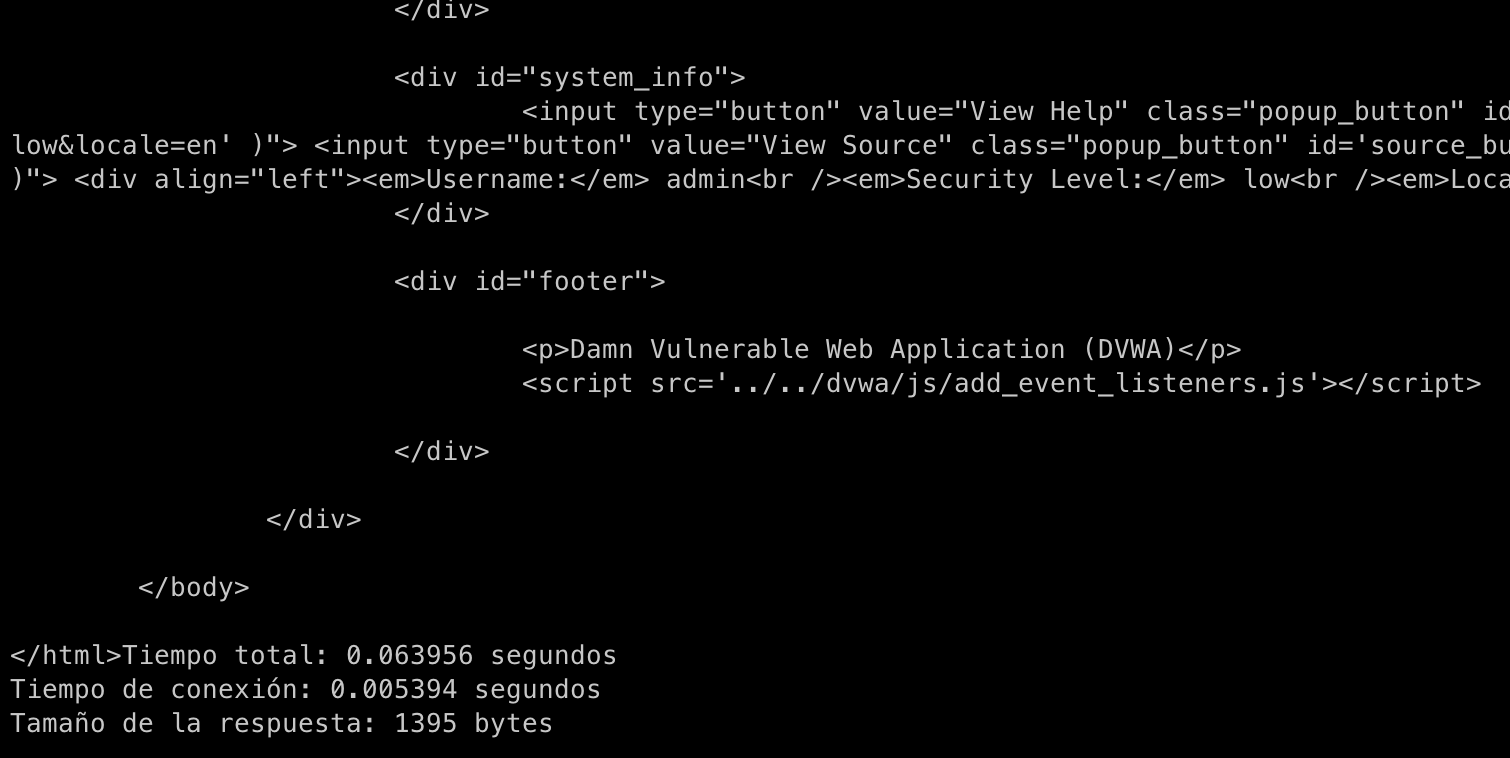 </div>
<div id="system_info">
<input type="button" value="View Help" class="popup_button" id
low&locale=en' )"> <input type="button" value="View Source" class="popup_button" id='source_bu
)"> <div align="left"><em>Username:</em> admin<br /><em>Security Level:</em> low<br /><em>Loca
</div>
<div id="footer">
<p>Damn Vulnerable Web Application (DVWA)</p>
<script src='../../dvwa/js/add_event_listeners.js'></script>
</div>
</div>
</body>
</html>Tiempo total: 0.063956 segundos
Tiempo de conexión: 0.005394 segundos
Tamaño de la respuesta: 1395 bytes